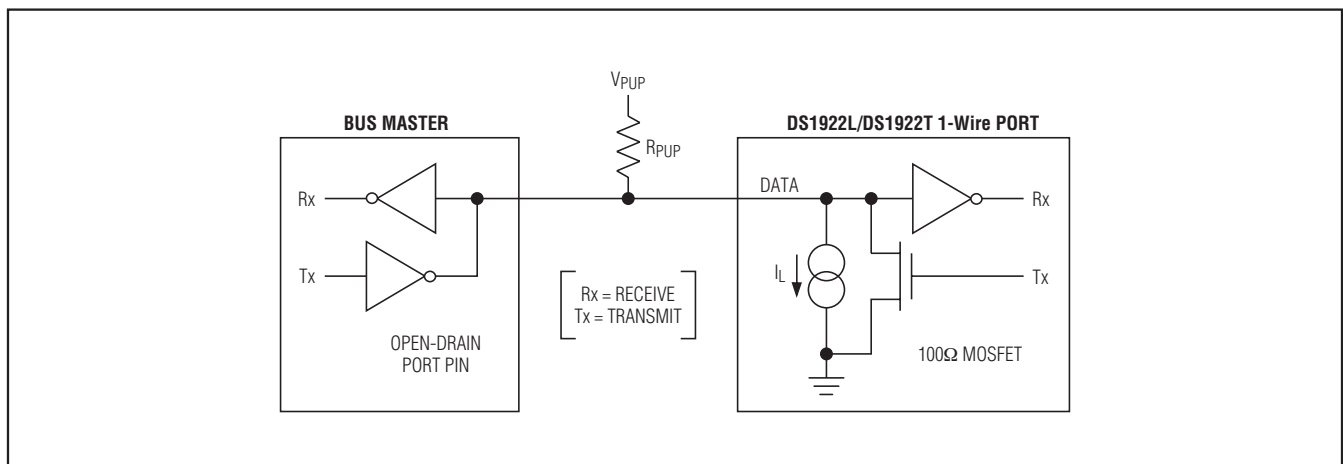 VPUP
BUS MASTER
DS1922L/DS1922T 1-Wire PORT
RPUP
Rx
DATA
Rx
Tx
IL
Tx
Rx = RECEIVE
Tx = TRANSMIT
OPEN-DRAIN
PORT PIN
100Ω MOSFET